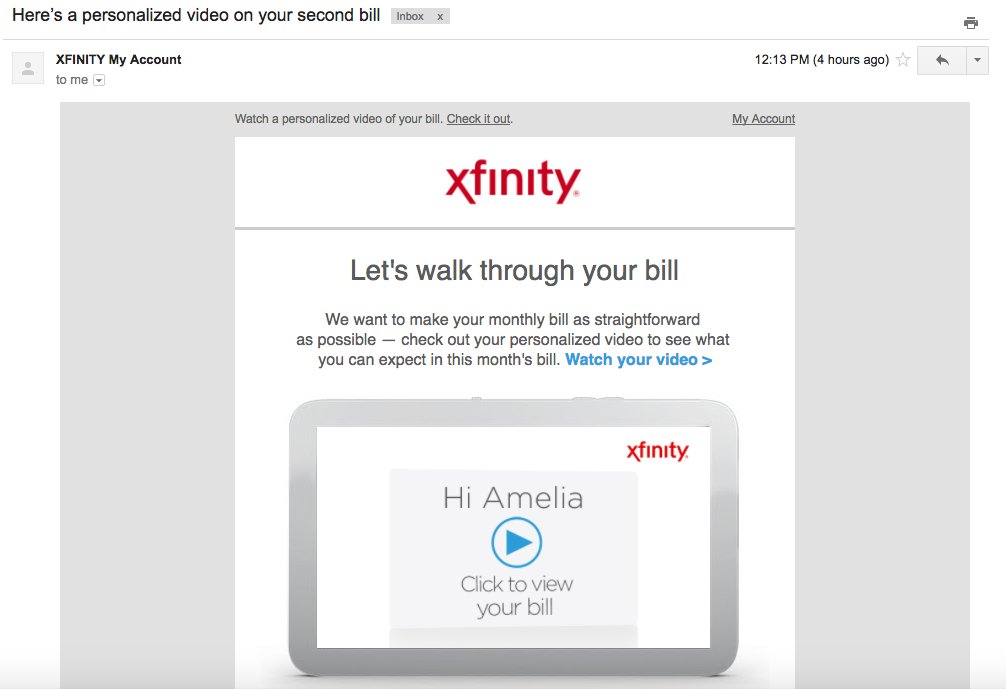 Here's a personalized video on your second bill Inbox x
XFINITY My Account
12:13 PM (4 hours ago)
to me
Watch a personalized video of your bill. Check it out.
My Account
xfinity®
Let's walk through your bill
We want to make your monthly bill as straightforward
as possible — check out your personalized video to see what
you can expect in this month's bill. Watch your video >
xfinity®
Hi Amelia
Click to view
your bill